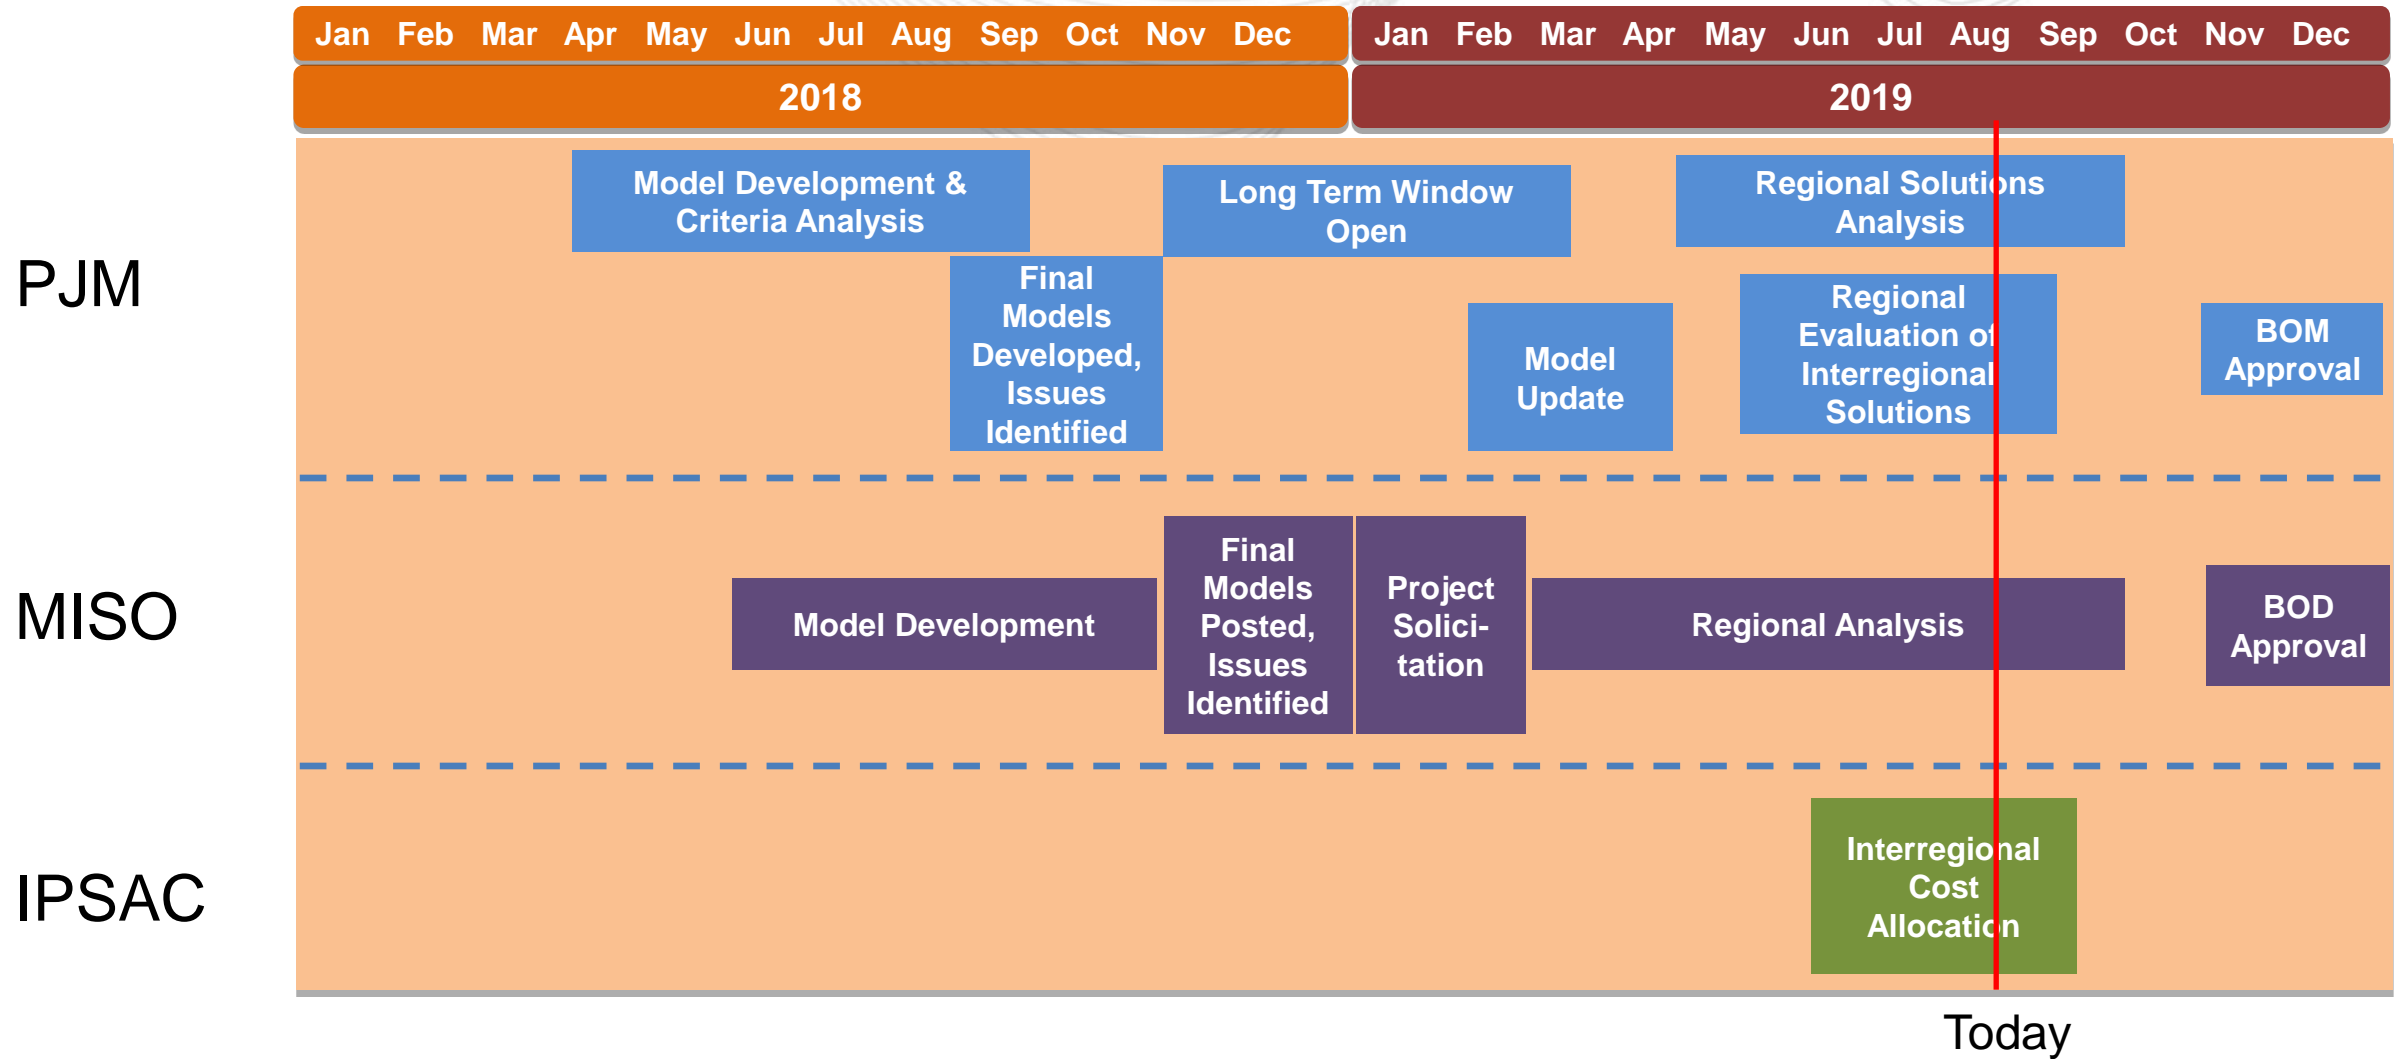 Jan Feb Mar Apr May Jun Jul Aug Sep Oct Nov Dec
Jan Feb Mar Apr May Jun Jul Aug Sep Oct Nov Dec
2018
2019
PJM
Model Development &
Criteria Analysis
Long Term Window
Open
Regional Solutions
Analysis
Final
Models
Developed,
Issues
Identified
Model
Update
Regional
Evaluation of
Interregional
Solutions
BOM
Approval
MISO
Model Development
Final
Models
Posted,
Issues
Identified
Project
Solici-
tation
Regional Analysis
BOD
Approval
IPSAC
Interregional
Cost
Allocation
Today